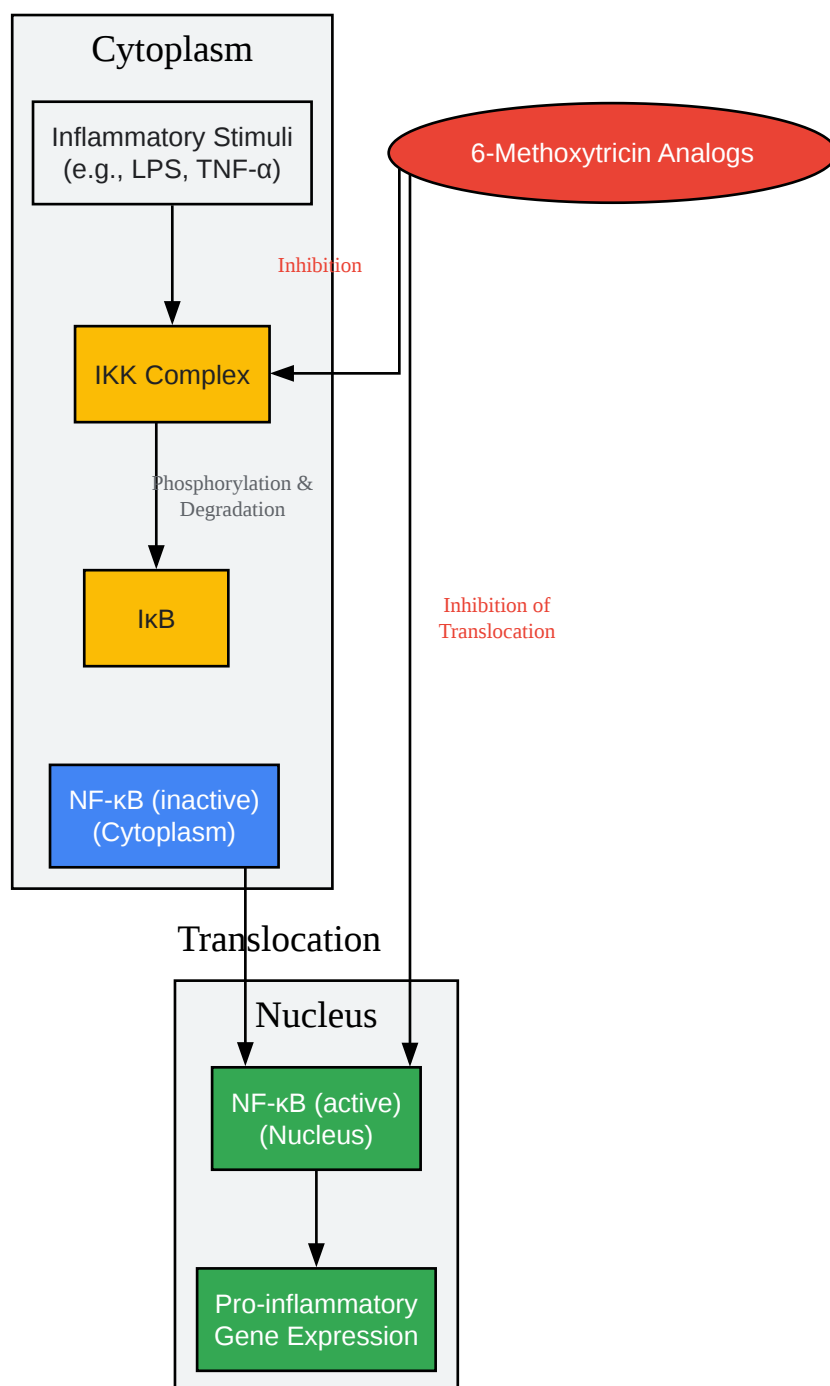 Cytoplasm
Inflammatory Stimuli
(e.g., LPS, TNF-α)
6-Methoxytricin Analogs
Inhibition
IKK Complex
Phosphorylation &
Degradation
IκB
Inhibition of
Translocation
NF-κB (inactive)
(Cytoplasm)
Translocation
Nucleus
NF-κB (active)
(Nucleus)
Pro-inflammatory
Gene Expression